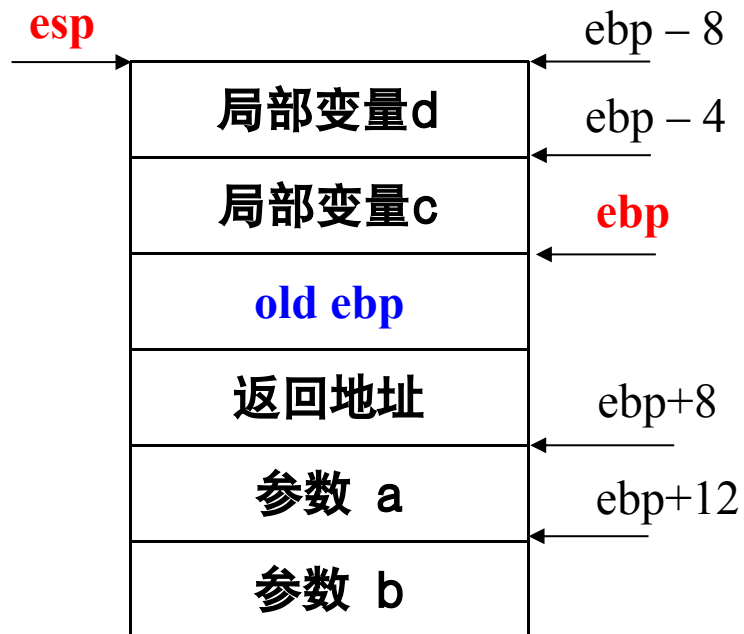 esp
ebp – 8
局部变量d
ebp – 4
局部变量c
ebp
old ebp
返回地址
ebp+8
参数 a
ebp+12
参数 b